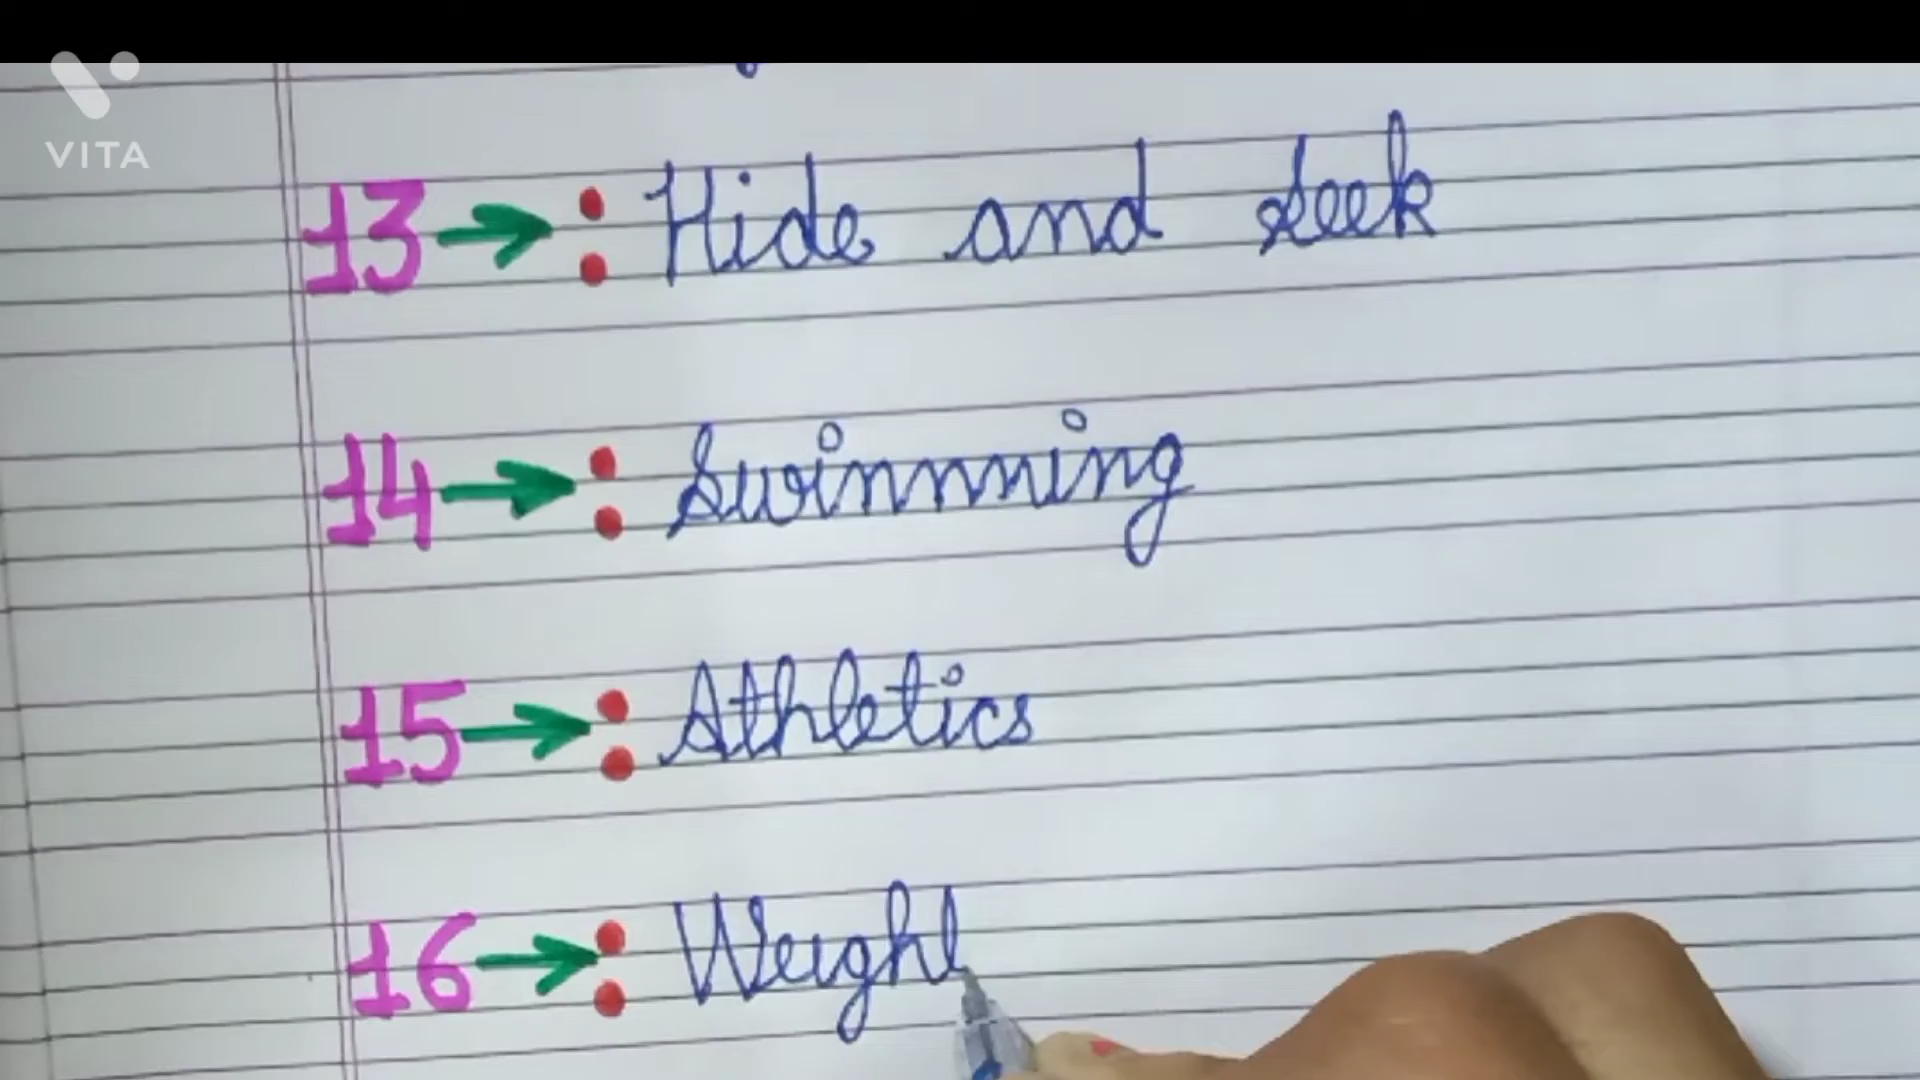 VITA
13 → : Hide and seek
14 → : Swimming
15 → : Athletics
16 → : Weight